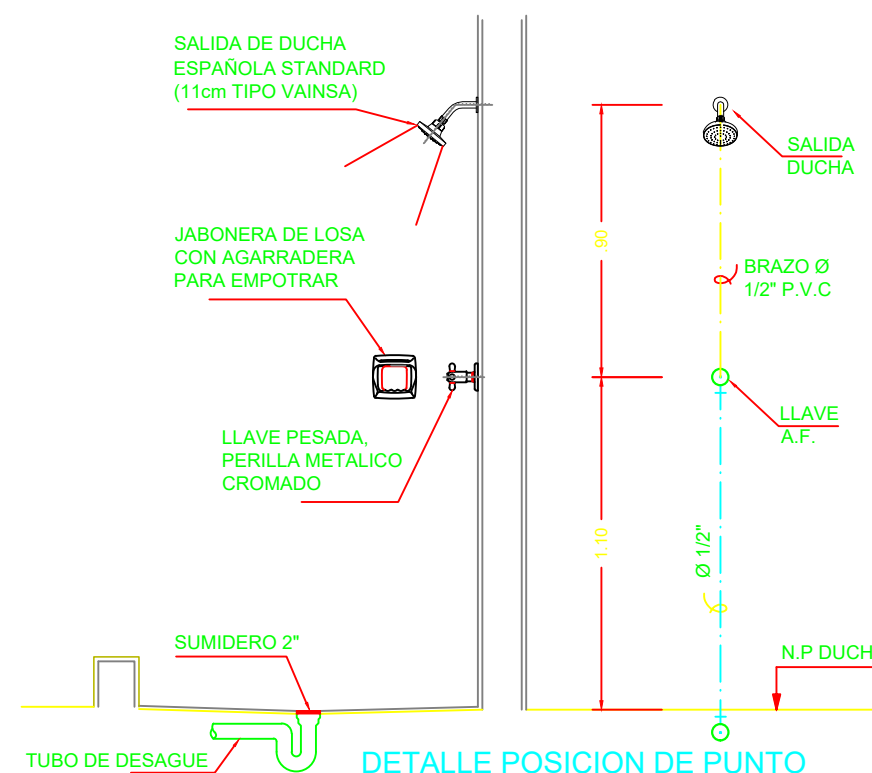 SALIDA DE DUCHA
ESPAÑOLA STANDARD
(11cm TIPO VAINSA)
JABONERA DE LOSA
CON AGARRADERA
PARA EMPOTRAR
LLAVE PESADA,
PERILLA METALICO
CROMADO
SUMIDERO 2"
TUBO DE DESAGUE
SALIDA
DUCHA
.90
BRAZO Ø
1/2" P.V.C
LLAVE
A.F.
1.10
Ø 1/2"
N.P DUCH
DETALLE POSICION DE PUNTO